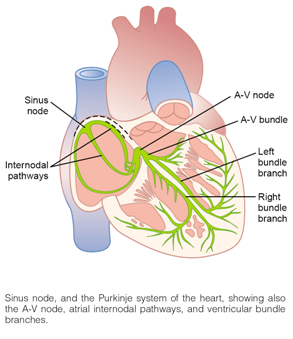 A-V node
Sinus
node
A-V bundle
Internodal
pathways
Left
bundle
branch
Right
bundle
branch
Sinus node, and the Purkinje system of the heart, showing also
the A-V node, atrial internodal pathways, and ventricular bundle
branches.